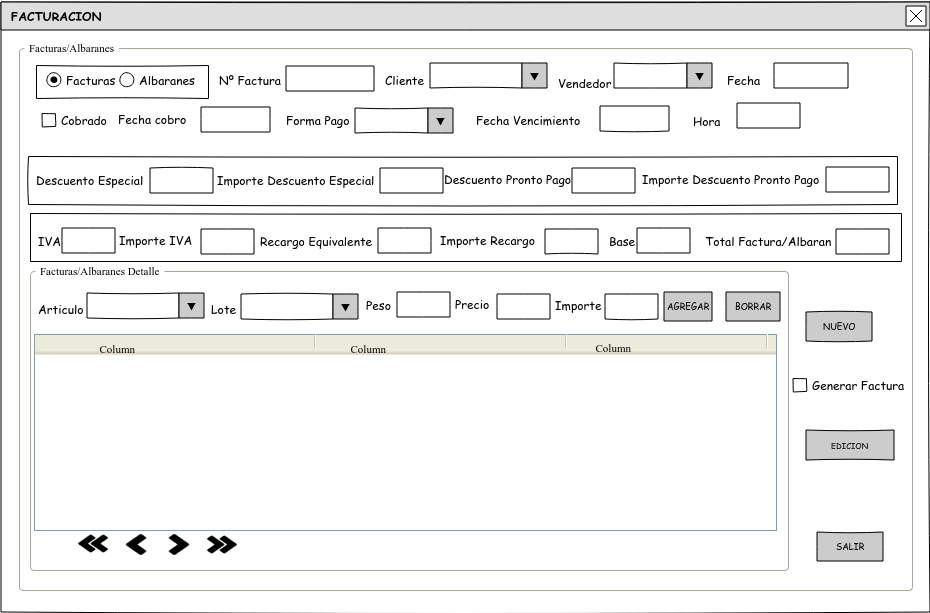 FACTURACION
Facturas/Albaranes
Facturas Albaranes Nº Factura Cliente Vendedor Fecha
Cobrado Fecha cobro Forma Pago Fecha Vencimiento Hora
Descuento Especial Importe Descuento Especial Descuento Pronto Pago Importe Descuento Pronto Pago
IVA Importe IVA Recargo Equivalente Importe Recargo Base Total Factura/Albaran
Facturas/Albaranes Detalle
Articulo Lote Peso Precio Importe AGREGAR BORRAR
NUEVO
Column Column Column
Generar Factura
EDICION
SALIR